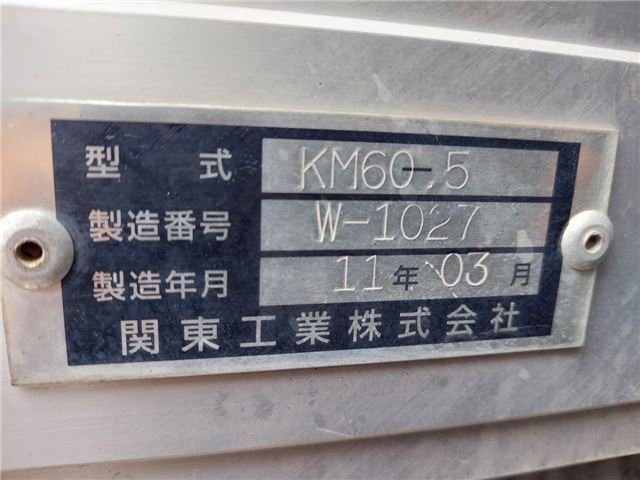 型式 KM60.5
製造番号 W-1027
製造年月 11年03月
関東工業株式会社